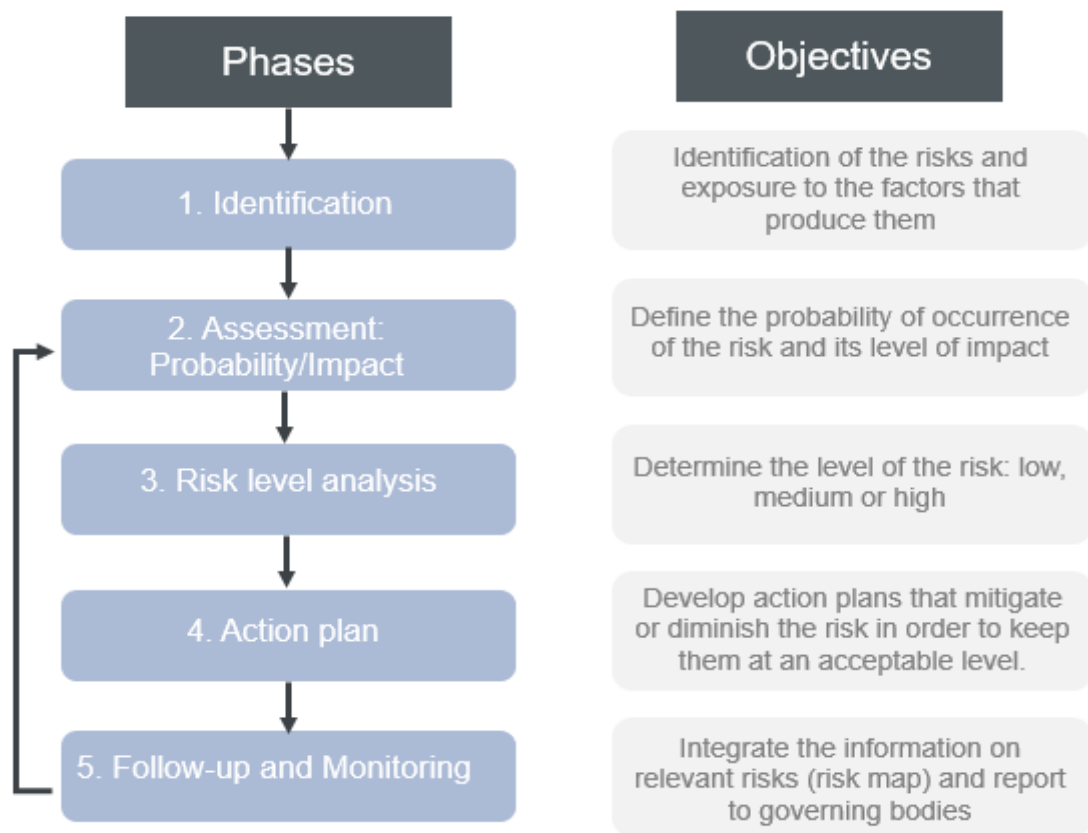 Phases
Objectives
1. Identification
Identification of the risks and
exposure to the factors that
produce them
2. Assessment:
Probability/Impact
Define the probability of occurrence
of the risk and its level of impact
3. Risk level analysis
Determine the level of the risk: low,
medium or high
4. Action plan
Develop action plans that mitigate
or diminish the risk in order to keep
them at an acceptable level.
5. Follow-up and Monitoring
Integrate the information on
relevant risks (risk map) and report
to governing bodies